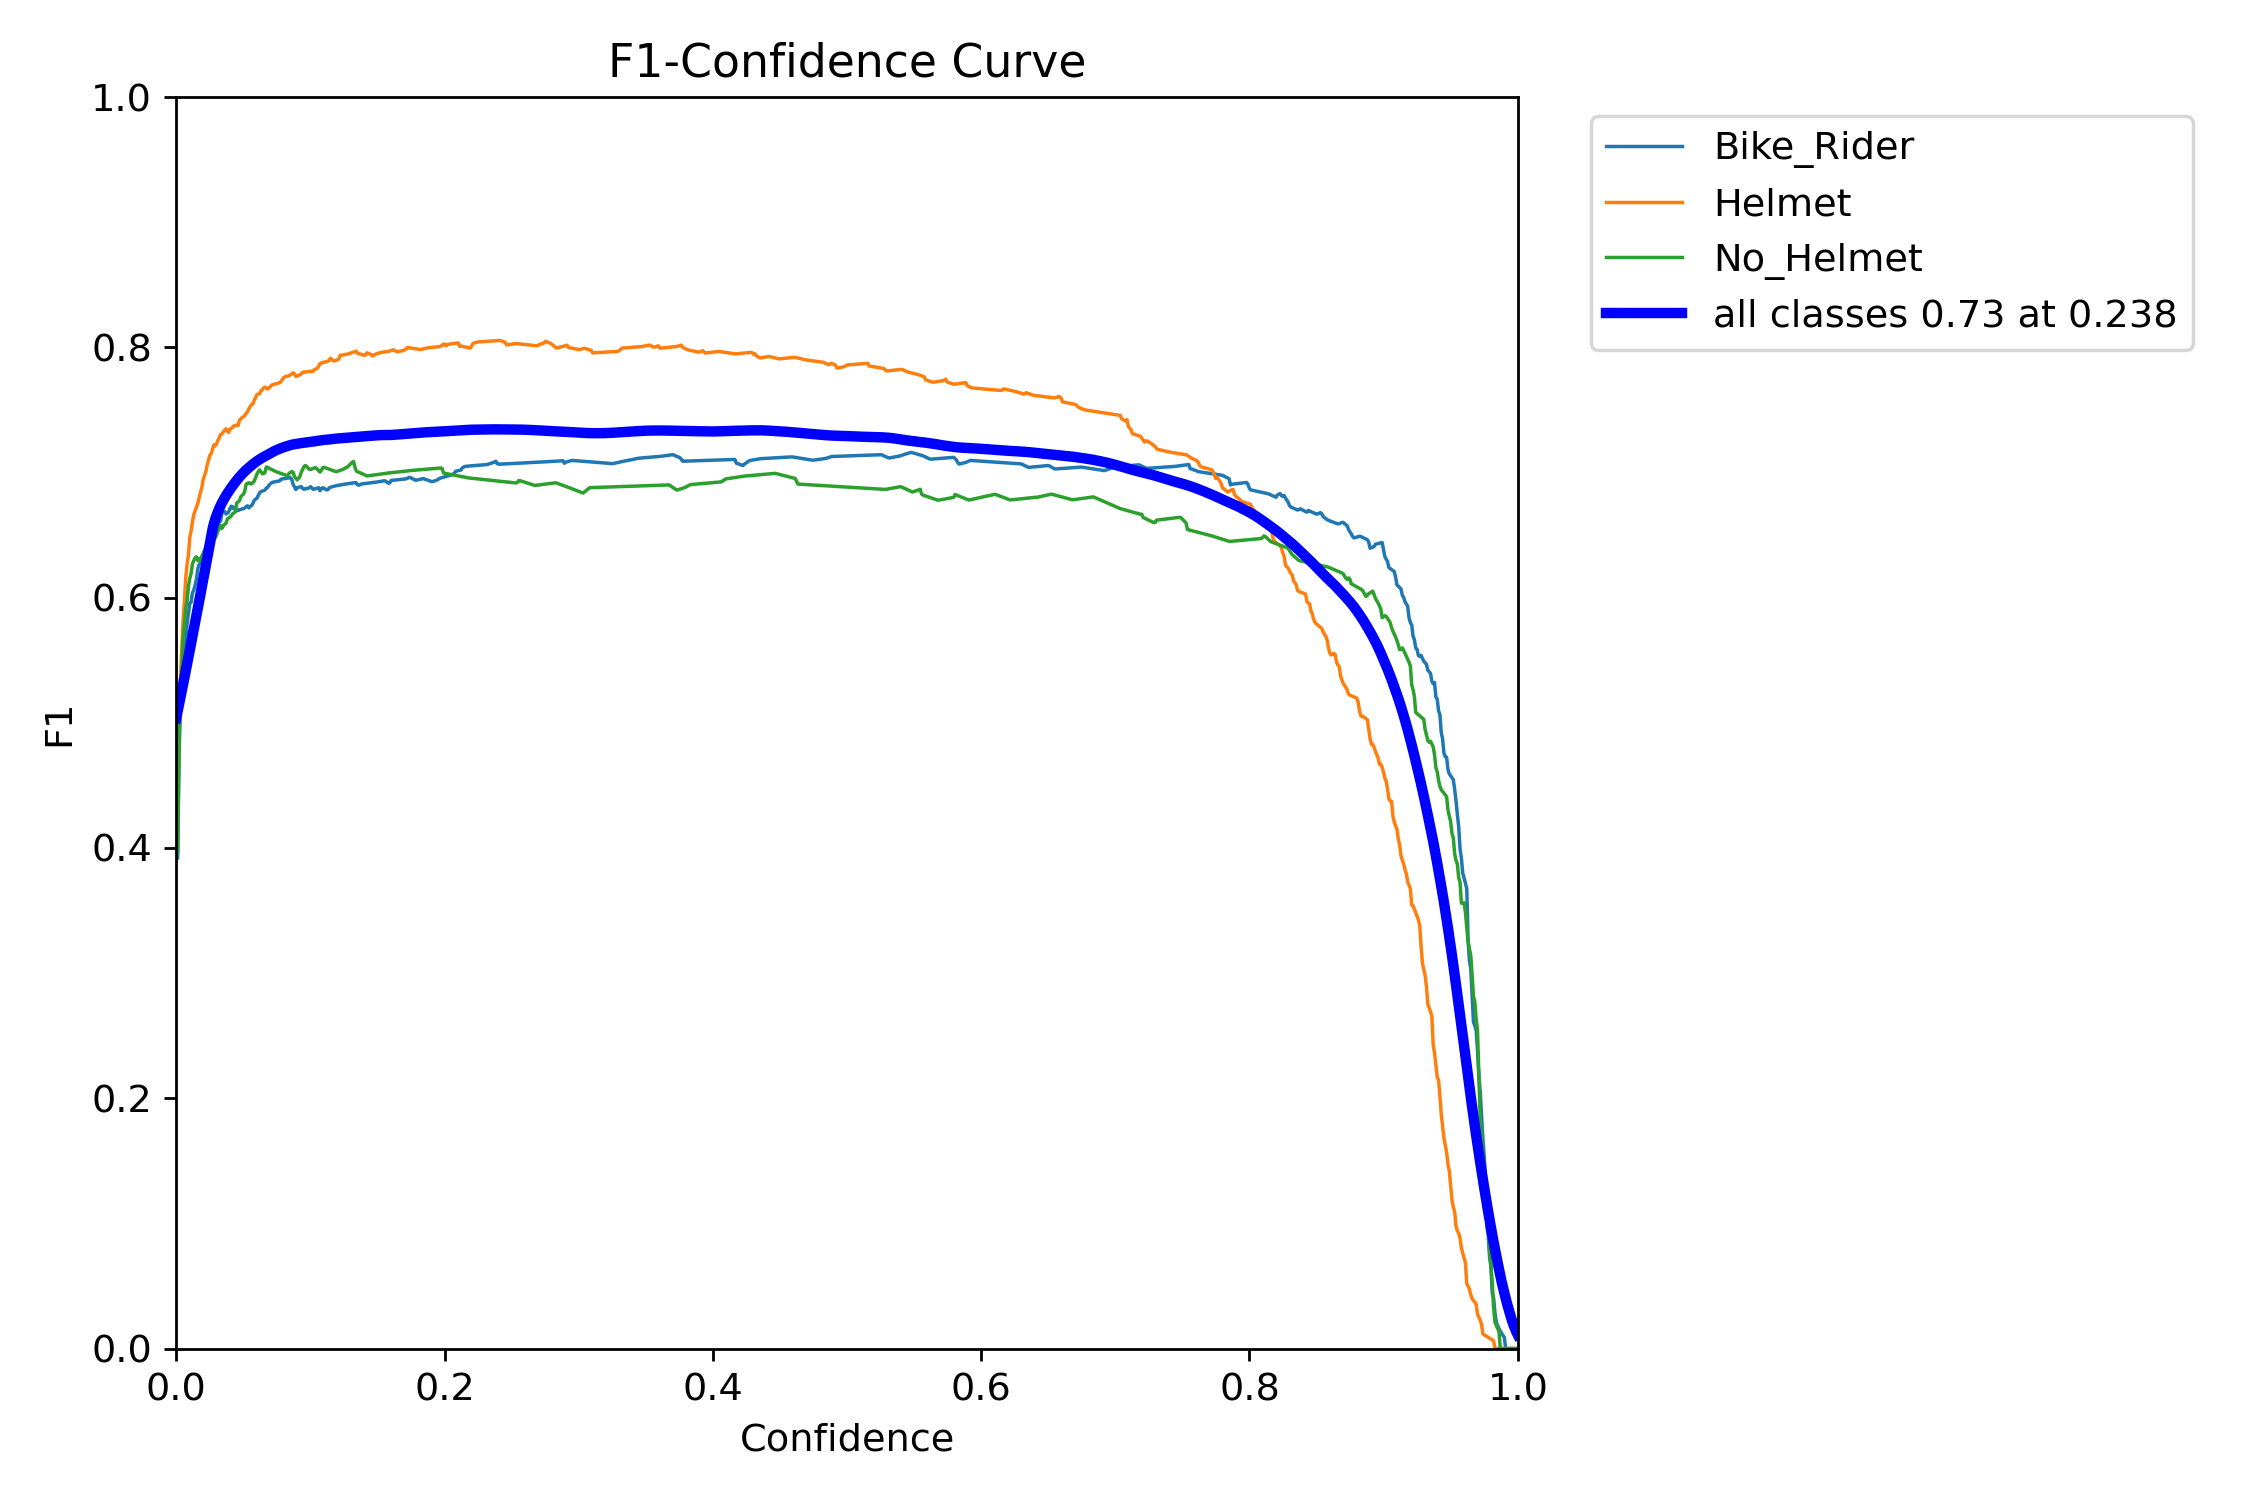 F1-Confidence Curve
1.0
0.8
0.6
0.4
0.2
0.0
F1
0.0 0.2 0.4 0.6 0.8 1.0
Confidence
Bike_Rider
Helmet
No_Helmet
all classes 0.73 at 0.238